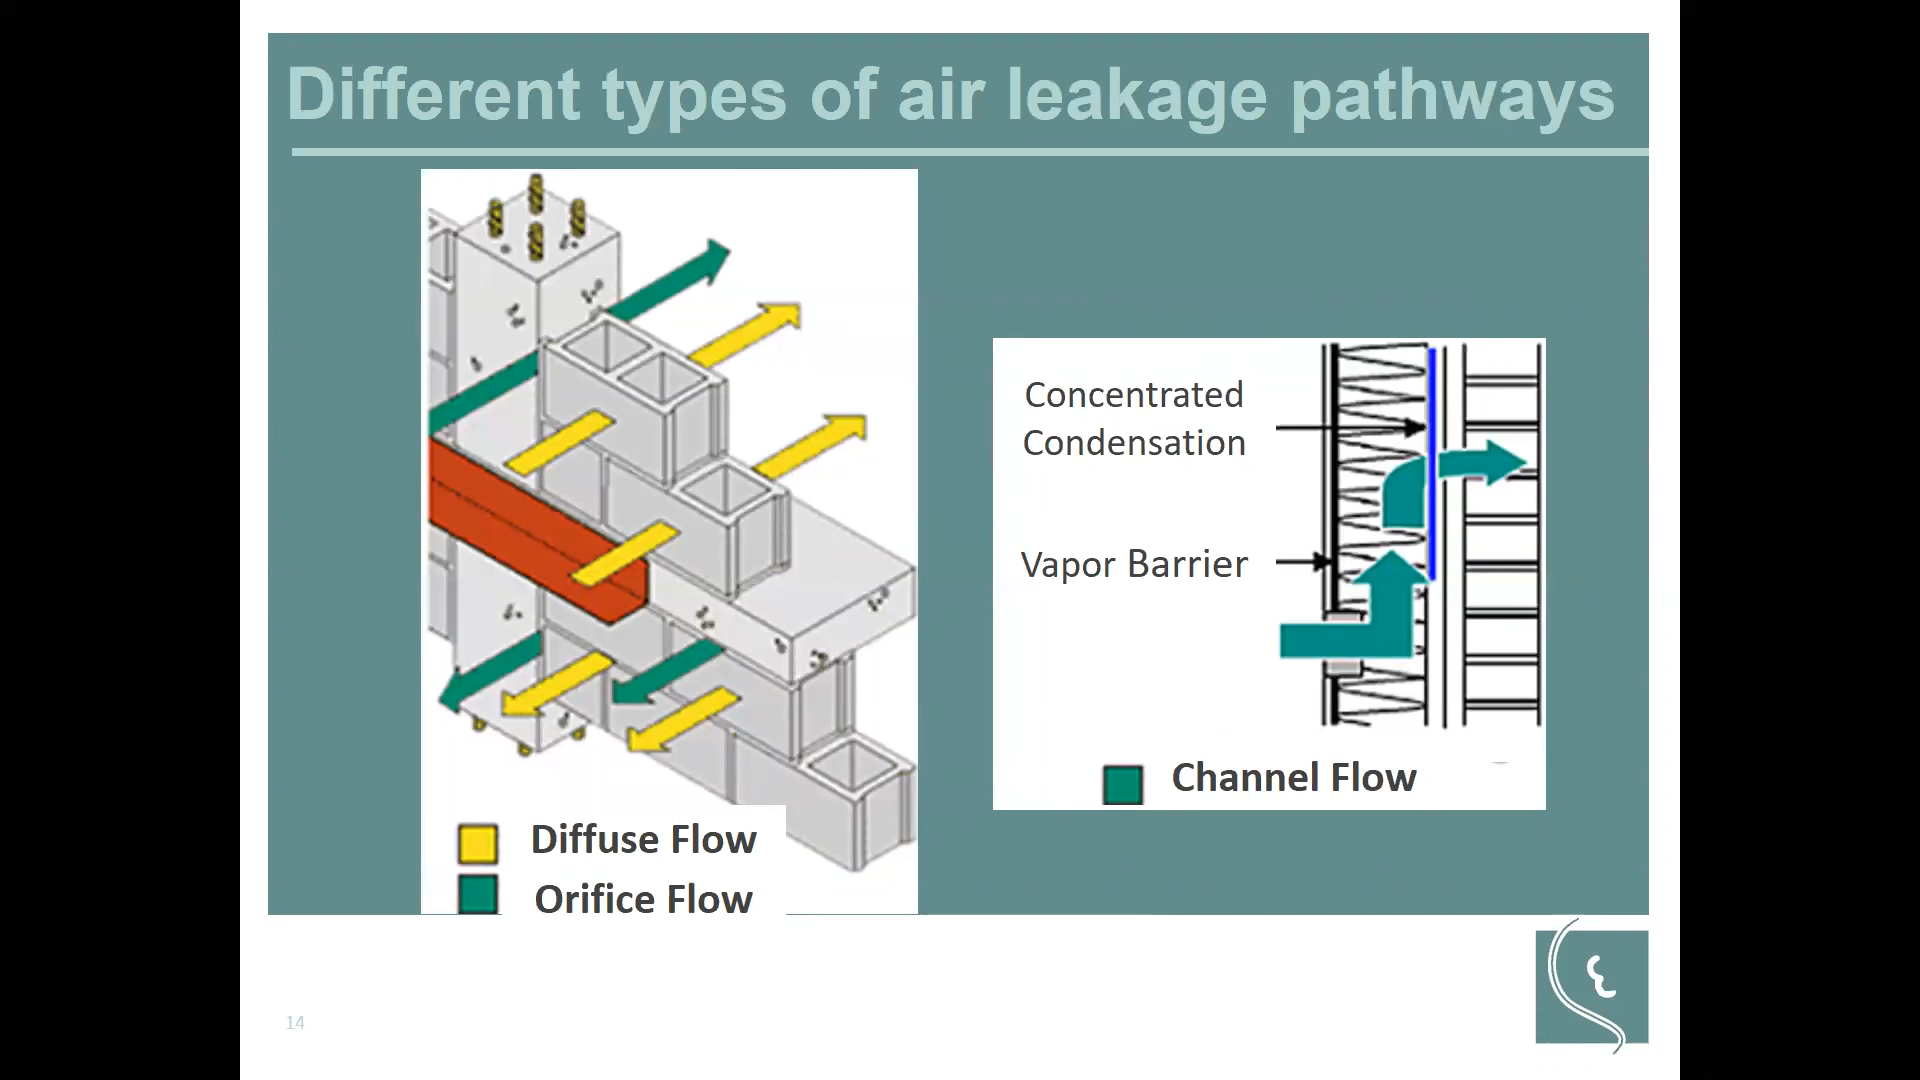 Different types of air leakage pathways
Concentrated
Condensation
Vapor Barrier
Channel Flow
Diffuse Flow
Orifice Flow
14